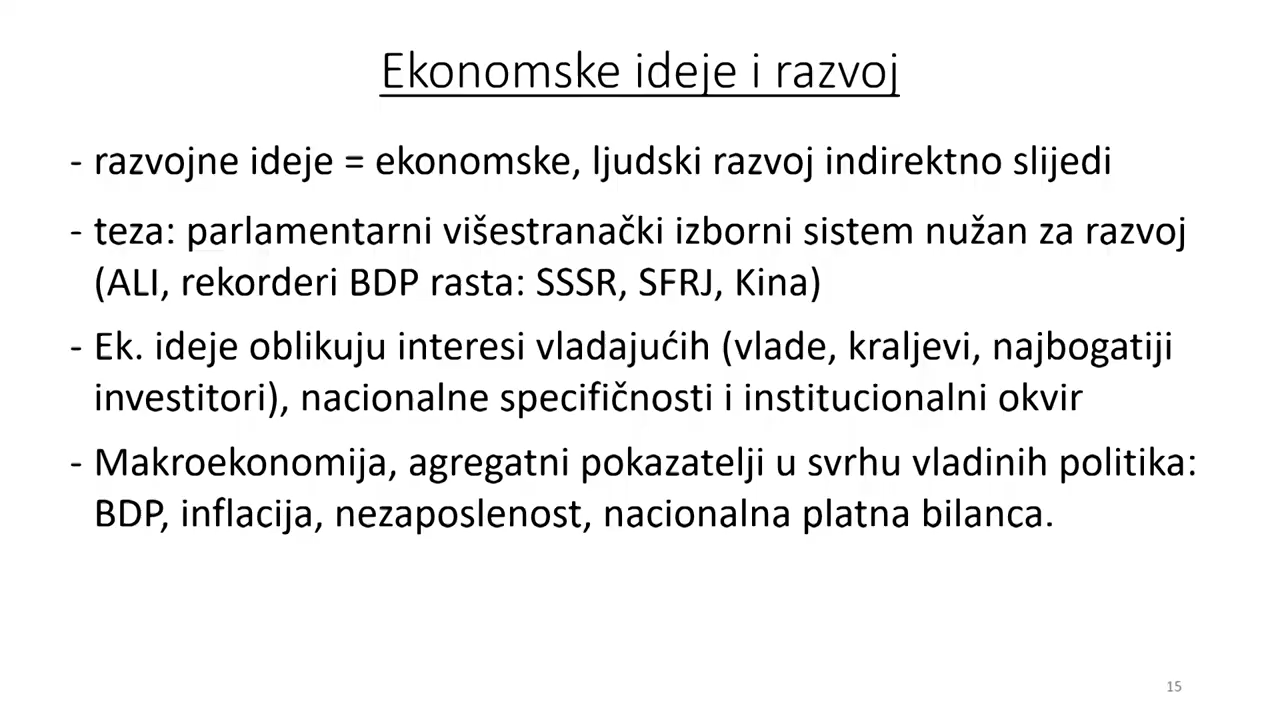 Ekonomske ideje i razvoj
- razvojne ideje = ekonomske, ljudski razvoj indirektno slijedi
- teza: parlamentarni višestranački izborni sistem nužan za razvoj
(ALI, rekorderi BDP rasta: SSSR, SFRJ, Kina)
- Ek. ideje oblikuju interesi vladajućih (vlade, kraljevi, najbogatiji
investitori), nacionalne specifičnosti i institucionalni okvir
- Makroekonomija, agregatni pokazatelji u svrhu vladinih politika:
BDP, inflacija, nezaposlenost, nacionalna platna bilanca.
15